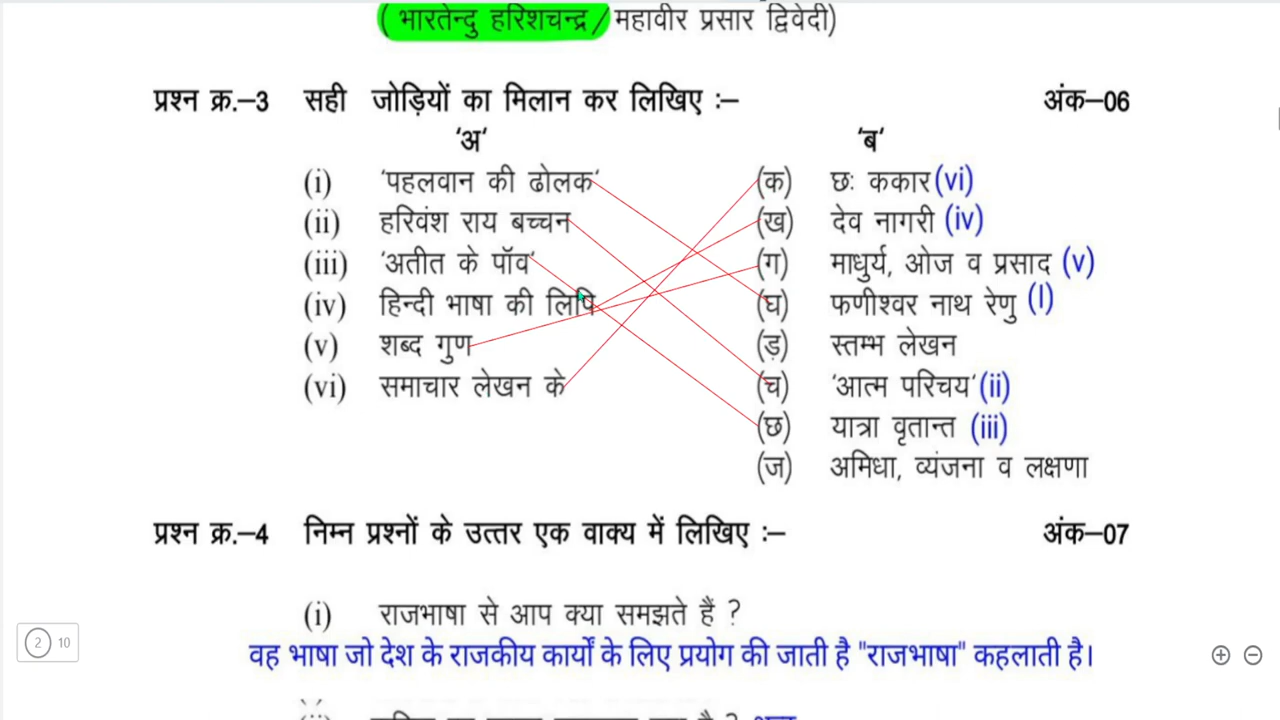 ( भारतेन्दु हरिशचन्द्र / महावीर प्रसार द्विवेदी)
प्रश्न क्र.–3 सही जोड़ियों का मिलान कर लिखिए :– अंक–06
'अ' 'ब'
(i) 'पहलवान की ढोलक' (क) छः ककार (vi)
(ii) हरिवंश राय बच्चन (ख) देव नागरी (iv)
(iii) 'अतीत के पॉव' (ग) माधुर्य, ओज व प्रसाद (v)
(iv) हिन्दी भाषा की लिपि (घ) फणीश्वर नाथ रेणु (I)
(v) शब्द गुण (ड़) स्तम्भ लेखन
(vi) समाचार लेखन के (च) 'आत्म परिचय' (ii)
(छ) यात्रा वृतान्त (iii)
(ज) अमिधा, व्यंजना व लक्षणा
प्रश्न क्र.–4 निम्न प्रश्नों के उत्तर एक वाक्य में लिखिए :– अंक–07
(i) राजभाषा से आप क्या समझते हैं ?
वह भाषा जो देश के राजकीय कार्यों के लिए प्रयोग की जाती है "राजभाषा" कहलाती है।
2 10